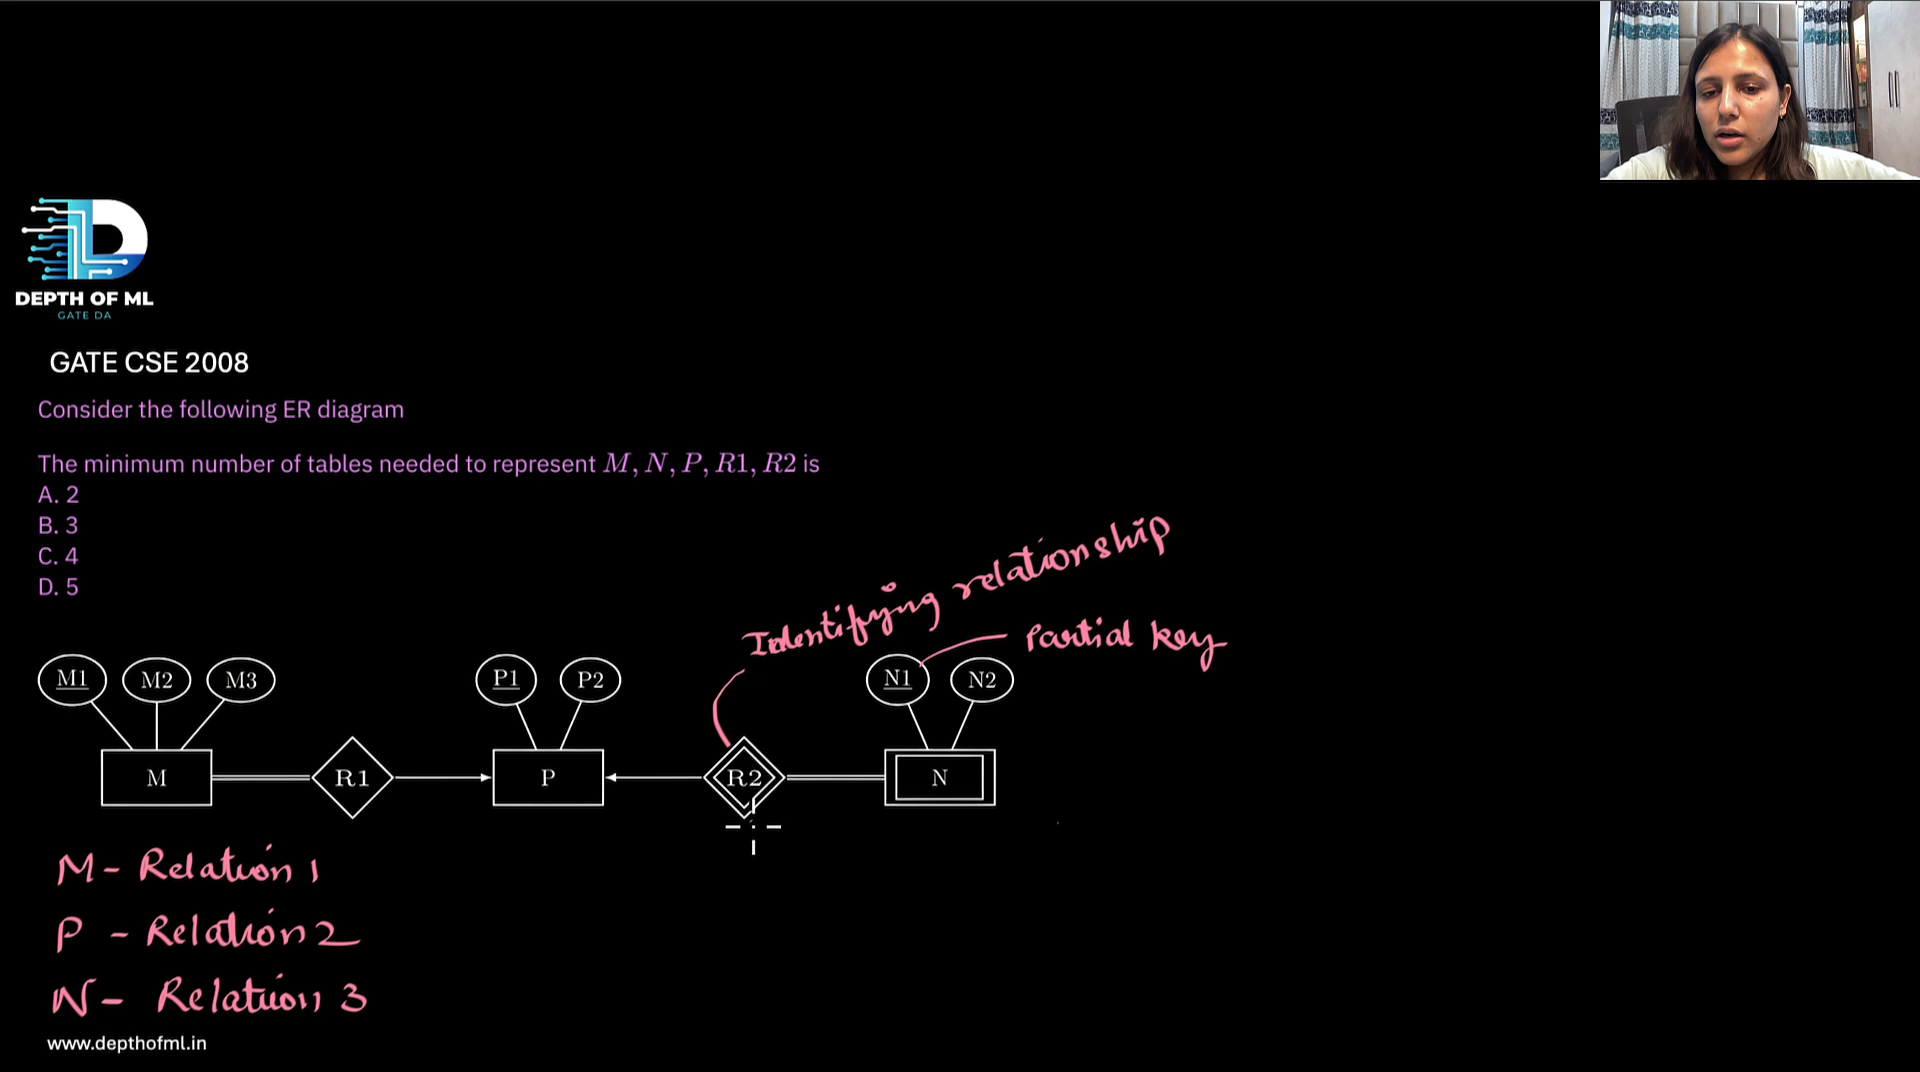 DEPTH OF ML
GATE DA
GATE CSE 2008
Consider the following ER diagram
The minimum number of tables needed to represent M, N, P, R1, R2 is
A. 2
B. 3
C. 4
D. 5
Identifying relationship
Partial key
M1 M2 M3 P1 P2 N1 N2
M R1 P R2 N
M - Relation 1
P - Relation 2
N - Relation 3
www.depthofml.in